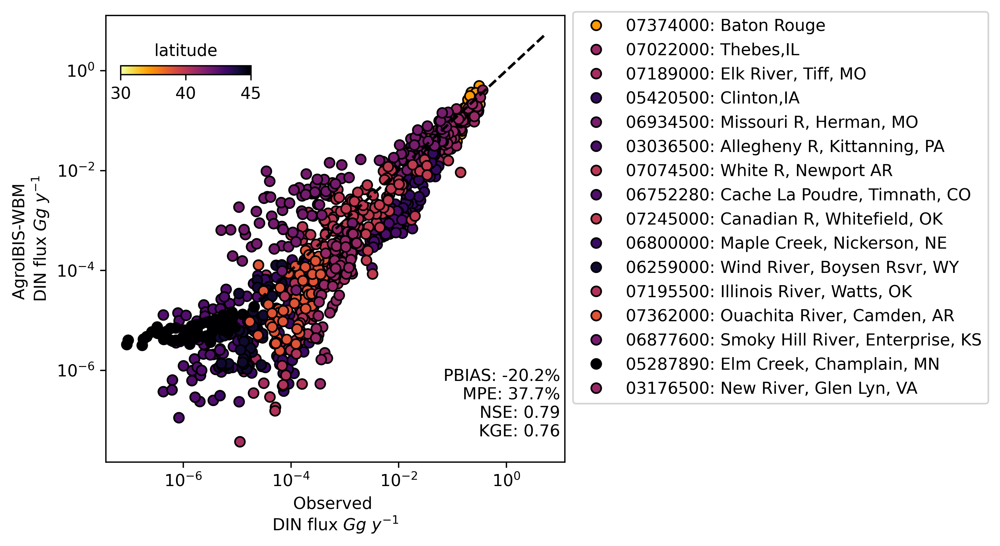 latitude
30 40 45
10⁰
10⁻²
10⁻⁴
10⁻⁶
AgroIBIS-WBM
DIN flux Gg y⁻¹
PBIAS: -20.2%
MPE: 37.7%
NSE: 0.79
KGE: 0.76
10⁻⁶ 10⁻⁴ 10⁻² 10⁰
Observed
DIN flux Gg y⁻¹
07374000: Baton Rouge
07022000: Thebes,IL
07189000: Elk River, Tiff, MO
05420500: Clinton,IA
06934500: Missouri R, Herman, MO
03036500: Allegheny R, Kittanning, PA
07074500: White R, Newport AR
06752280: Cache La Poudre, Timnath, CO
07245000: Canadian R, Whitefield, OK
06800000: Maple Creek, Nickerson, NE
06259000: Wind River, Boysen Rsvr, WY
07195500: Illinois River, Watts, OK
07362000: Ouachita River, Camden, AR
06877600: Smoky Hill River, Enterprise, KS
05287890: Elm Creek, Champlain, MN
03176500: New River, Glen Lyn, VA